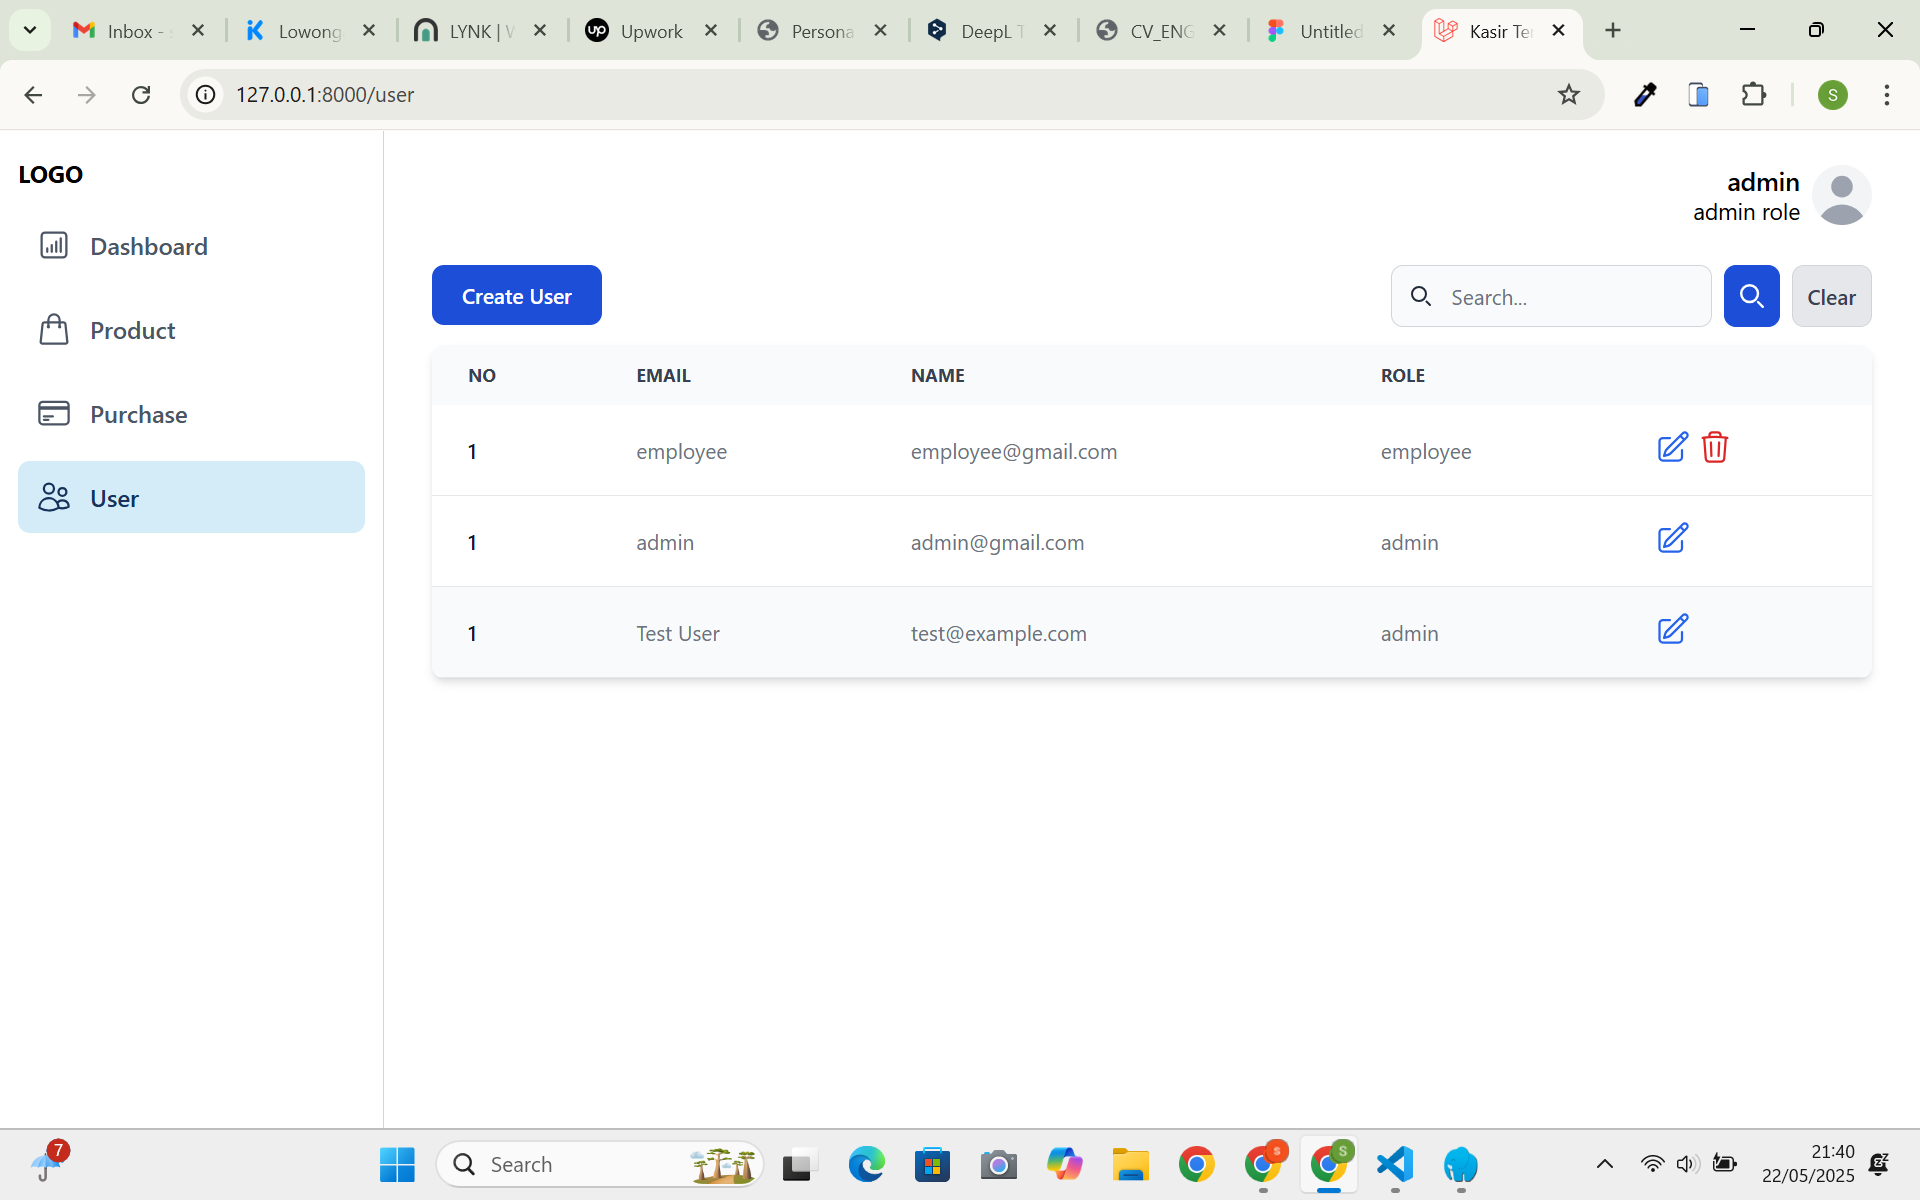 Inbox -
Lowong
LYNK |
Upwork
Persona
DeepL
CV_ENG
Untitled
Kasir Te
127.0.0.1:8000/user
S
LOGO
admin
admin role
Dashboard
Product
Purchase
User
Create User
Search...
Clear
NO EMAIL NAME ROLE
1 employee employee@gmail.com employee
1 admin admin@gmail.com admin
1 Test User test@example.com admin
7
Search
S
S
21:40
22/05/2025